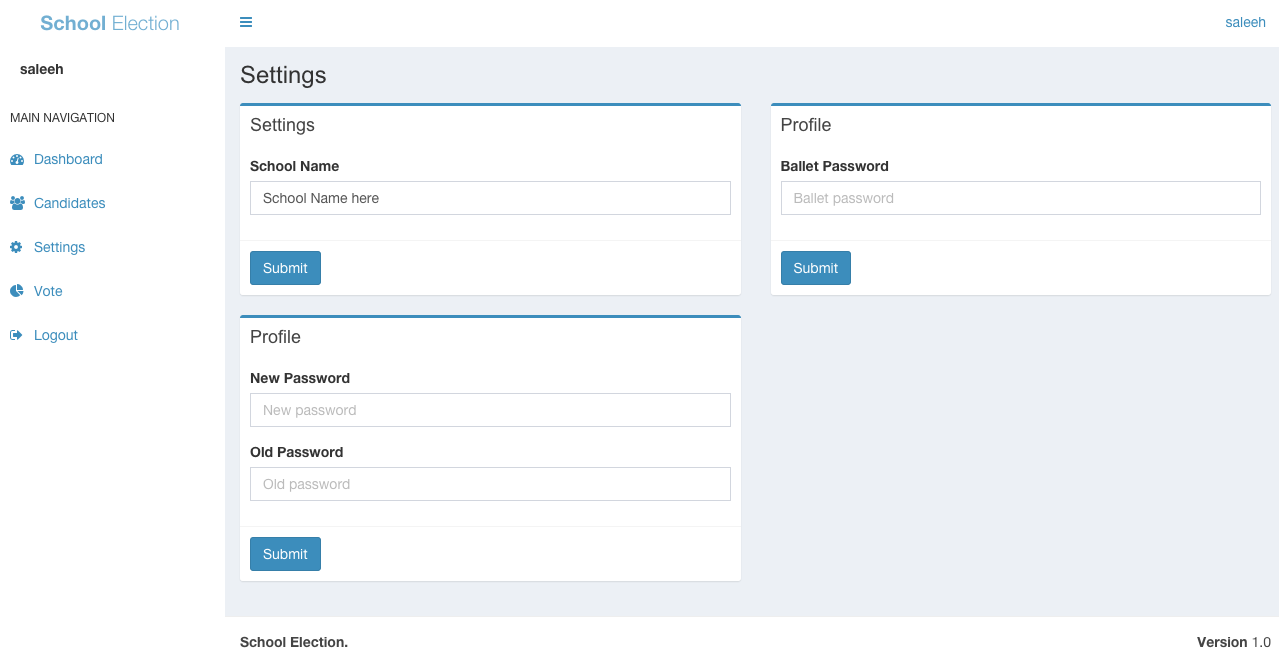 School Election
saleeh
saleeh
MAIN NAVIGATION
Dashboard
Candidates
Settings
Vote
Logout
Settings
Settings
School Name
School Name here
Submit
Profile
Ballet Password
Ballet password
Submit
Profile
New Password
New password
Old Password
Old password
Submit
School Election.
Version 1.0